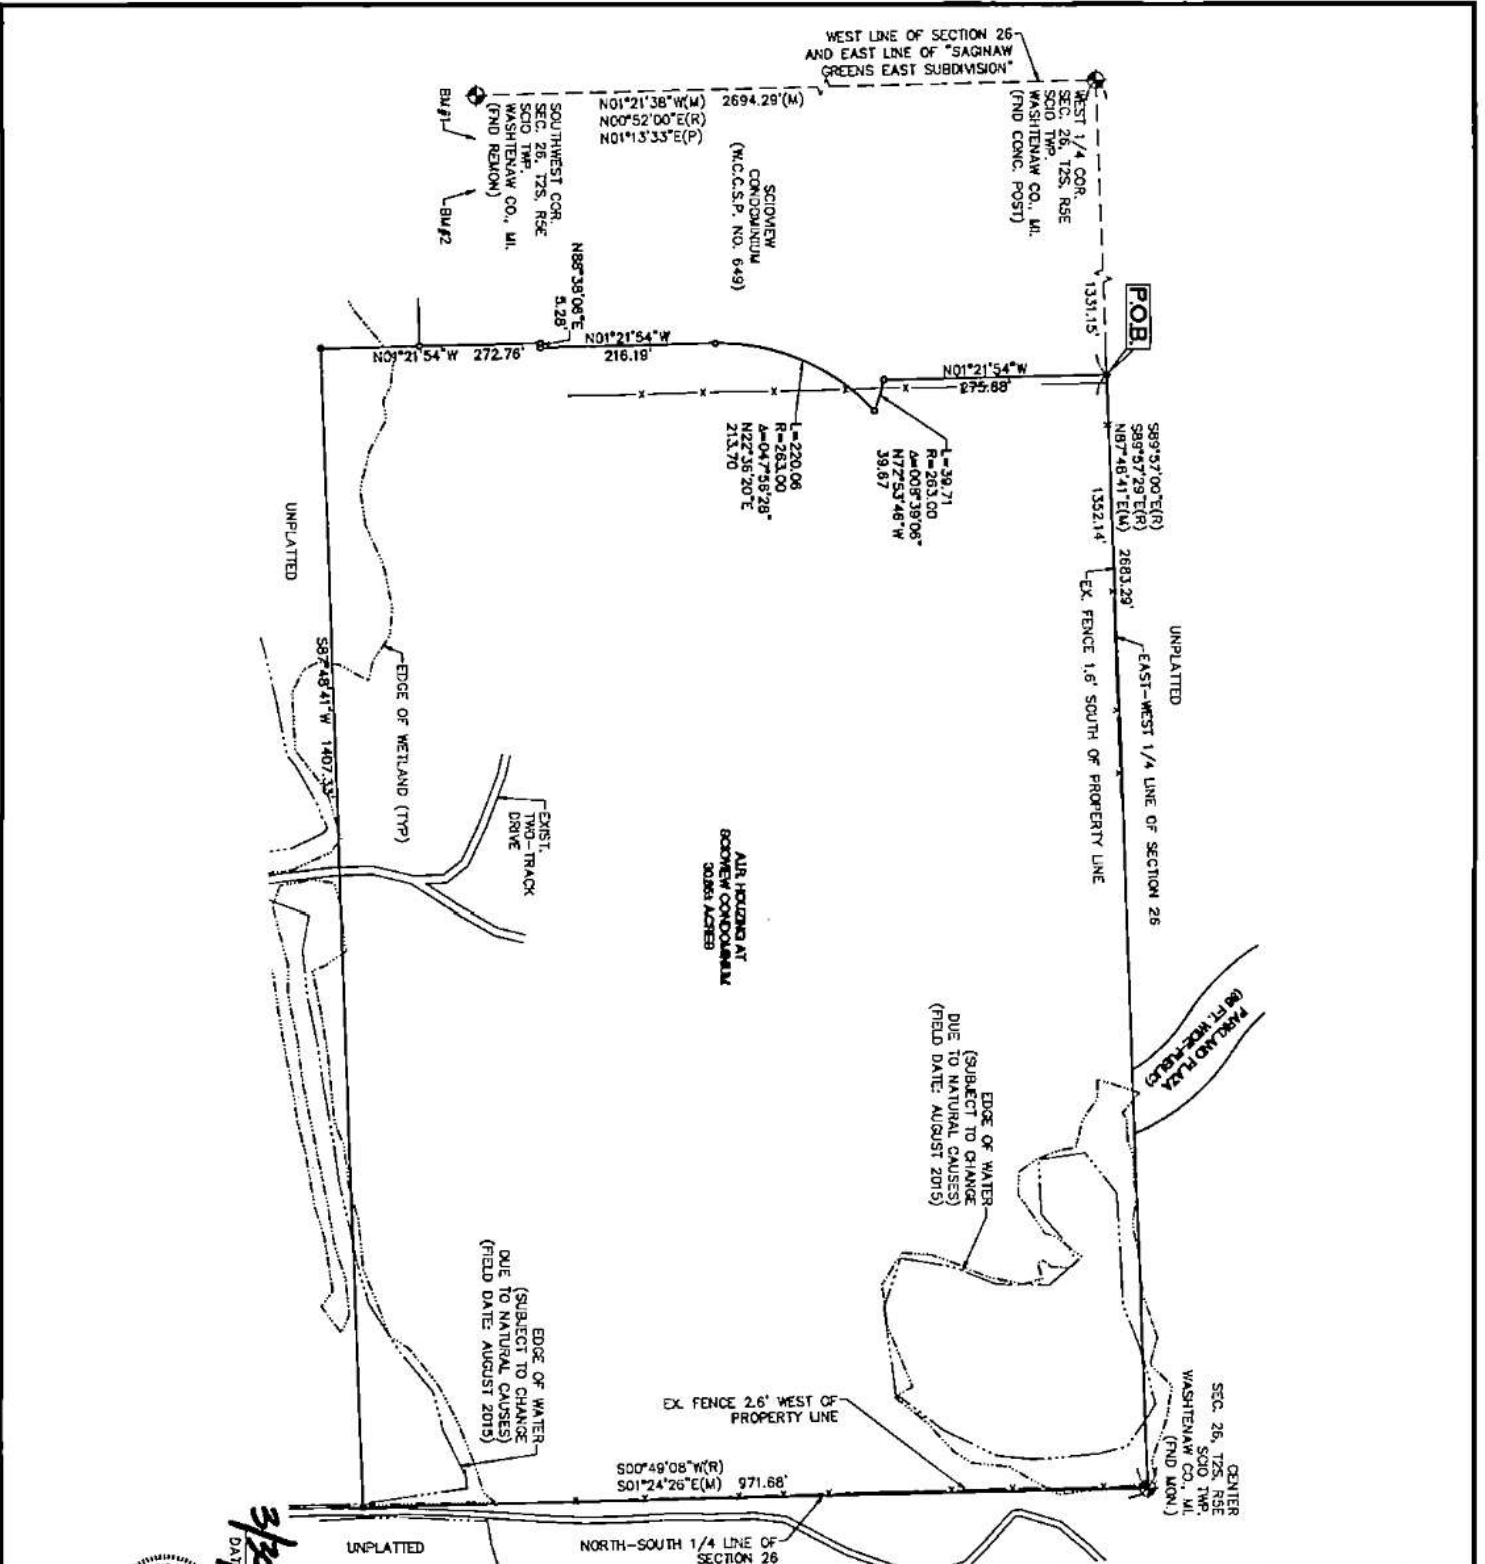 WEST LINE OF SECTION 26
AND EAST LINE OF "SAGINAW
GREENS EAST SUBDIVISION"
N01°21'38"W(M) 2694.29'(M)
N00°52'00"E(R)
N01°13'33"E(P)
WEST 1/4 COR.
SEC. 26, T2S, R5E
SCIO TWP.
WASHTENAW CO., MI.
(FND CONC. POST)
BM#1
BM#2
SOUTHWEST COR.
SEC. 26, T2S, R5E
SCIO TWP.
WASHTENAW CO., MI.
(FND REMON)
SCIOVIEW
CONDOMINIUM
(W.C.C.S.P. NO. 649)
1331.15'
P.O.B.
N88°38'06"E
5.28'
N01°21'54"W 272.76'
N01°21'54"W
216.19'
N01°21'54"W
275.68'
L=220.06
R=263.00
Δ=047°56'28"
N22°36'20"E
213.70
L=39.71
R=263.00
Δ=008°39'06"
N72°53'46"W
39.67
S89°57'00"E(R)
S89°57'29"E(R)
N87°48'41"E(M) 2683.29'
1352.14'
UNPLATTED
EAST-WEST 1/4 LINE OF SECTION 26
EX. FENCE 1.6' SOUTH OF PROPERTY LINE
UNPLATTED
S87°48'41"W 1407.33'
EDGE OF WETLAND (TYP)
EXIST.
TWO-TRACK
DRIVE
SCIOVIEW CONDOMINIUM
PARKLAND PLAZA
EDGE OF WATER
(SUBJECT TO CHANGE
DUE TO NATURAL CAUSES)
(FIELD DATE: AUGUST 2015)
EDGE OF WATER
(SUBJECT TO CHANGE
DUE TO NATURAL CAUSES)
(FIELD DATE: AUGUST 2015)
EX. FENCE 2.6' WEST OF
PROPERTY LINE
CENTER
SEC. 26, T2S, R5E
SCIO TWP.
WASHTENAW CO., MI.
(FND MON.)
S00°49'08"W(R)
S01°24'26"E(M) 971.68'
NORTH-SOUTH 1/4 LINE OF
SECTION 26
UNPLATTED